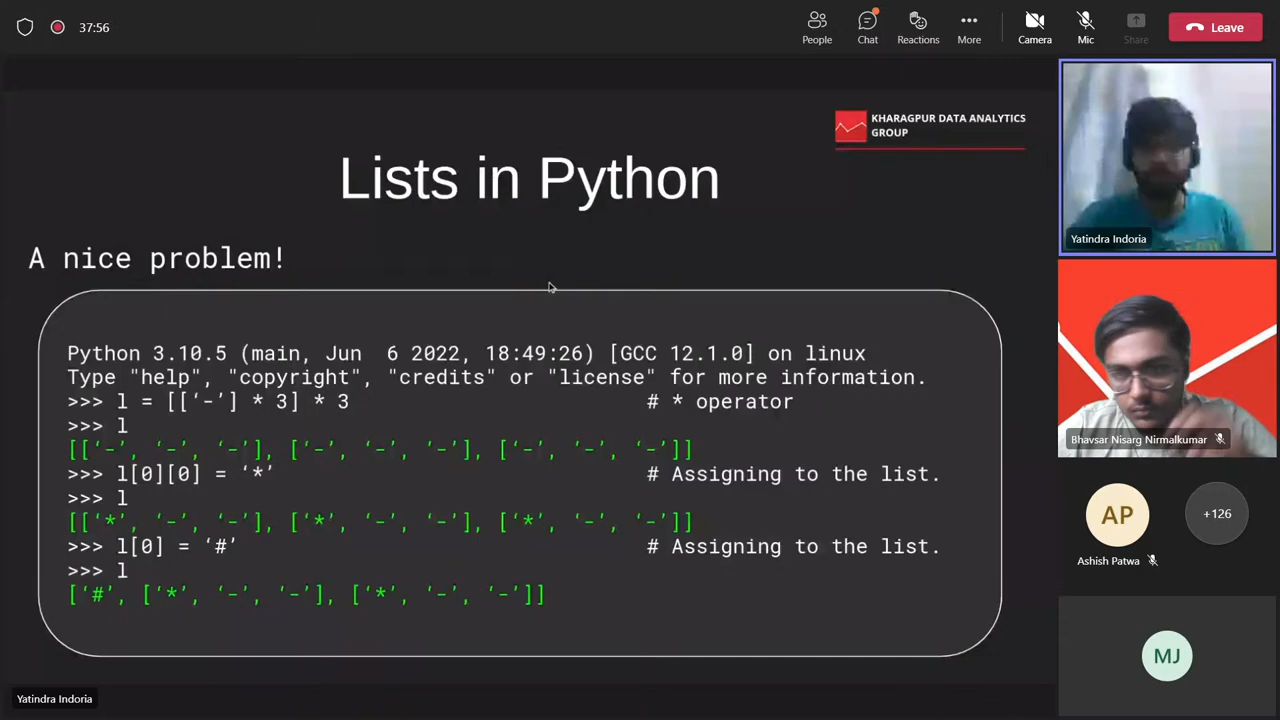 37:56
People
Chat
Reactions
More
Camera
Mic
Share
Leave
KHARAGPUR DATA ANALYTICS
GROUP
Lists in Python
A nice problem!
Python 3.10.5 (main, Jun  6 2022, 18:49:26) [GCC 12.1.0] on linux
Type "help", "copyright", "credits" or "license" for more information.
>>> l = [[‘-’] * 3] * 3 # * operator
>>> l
[[‘-’, ‘-’, ‘-’], [‘-’, ‘-’, ‘-’], [‘-’, ‘-’, ‘-’]]
>>> l[0][0] = ‘*’ # Assigning to the list.
>>> l
[[‘*’, ‘-’, ‘-’], [‘*’, ‘-’, ‘-’], [‘*’, ‘-’, ‘-’]]
>>> l[0] = ‘#’ # Assigning to the list.
>>> l
[‘#’, [‘*’, ‘-’, ‘-’], [‘*’, ‘-’, ‘-’]]
Yatindra Indoria
Yatindra Indoria
Bhavsar Nisarg Nirmalkumar
AP
Ashish Patwa
+126
MJ